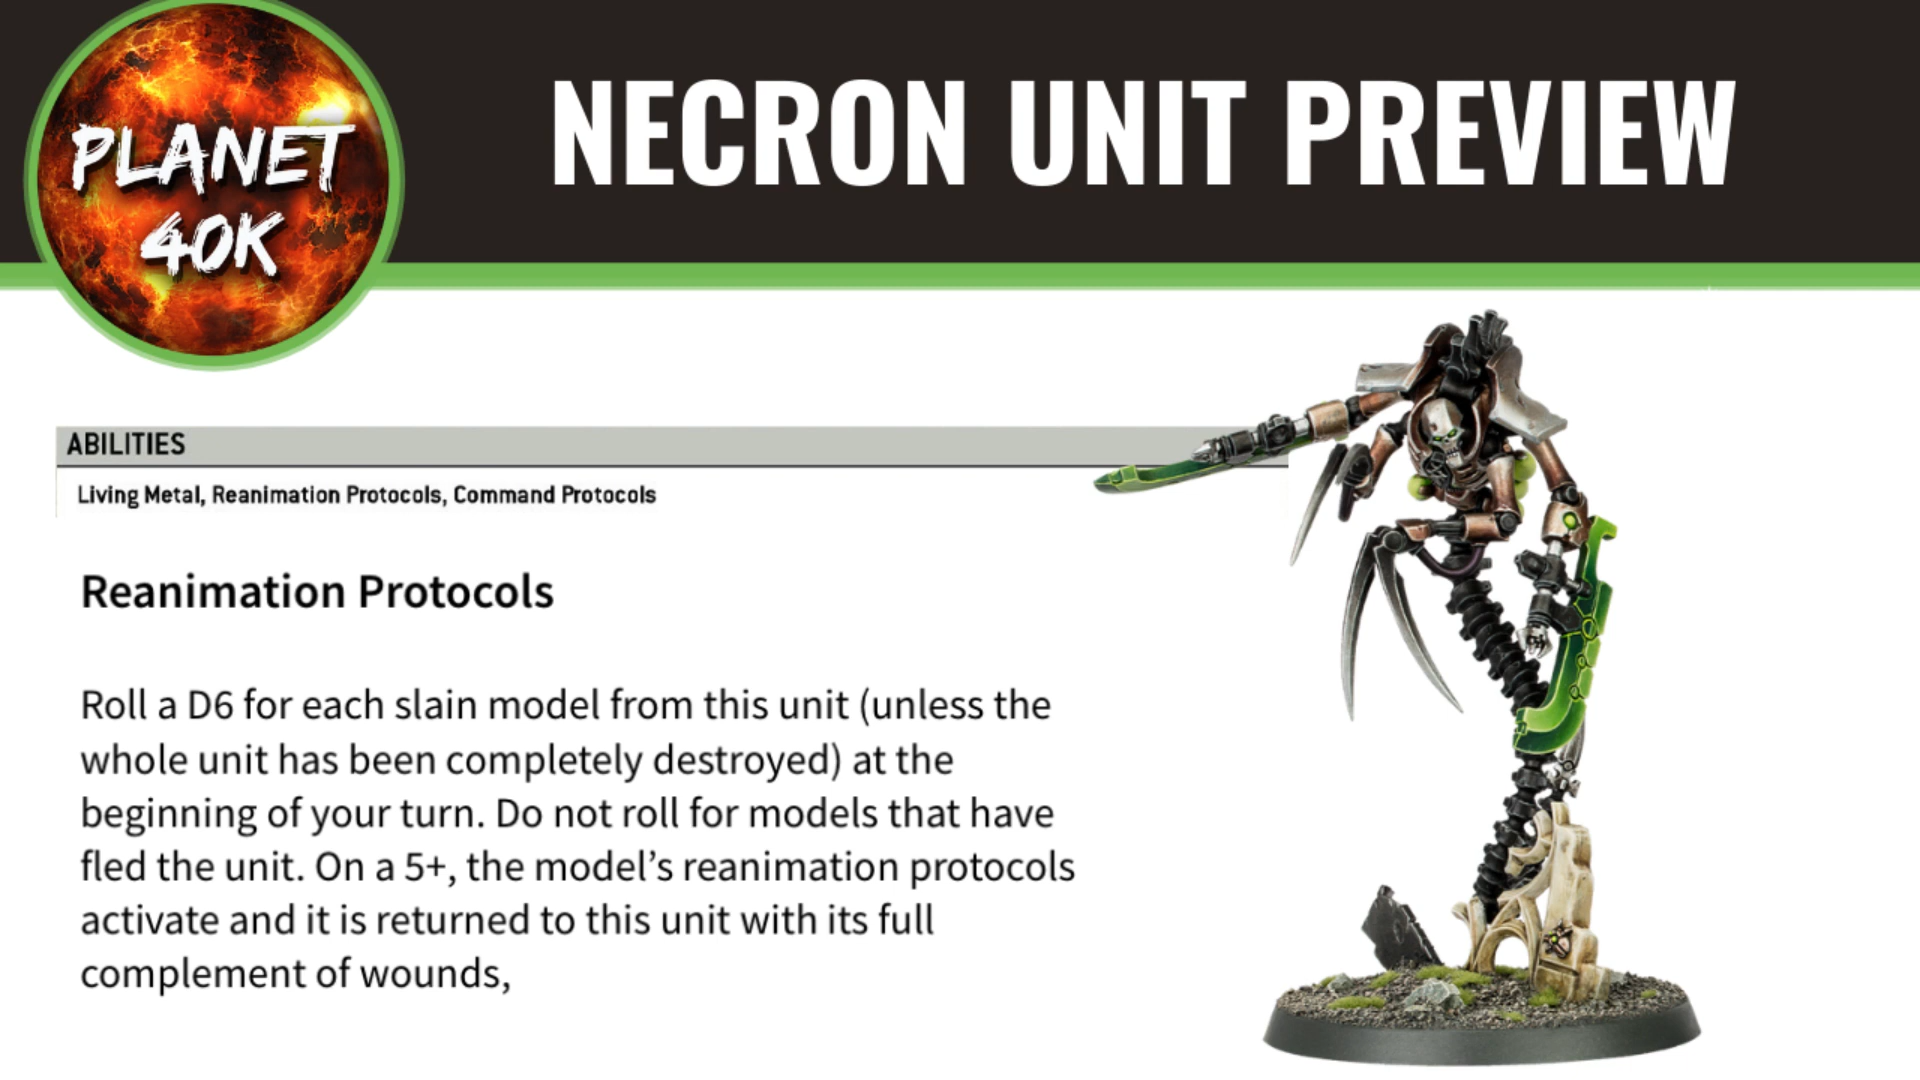 PLANET
40K
NECRON UNIT PREVIEW
ABILITIES
Living Metal, Reanimation Protocols, Command Protocols
Reanimation Protocols
Roll a D6 for each slain model from this unit (unless the
whole unit has been completely destroyed) at the
beginning of your turn. Do not roll for models that have
fled the unit. On a 5+, the model’s reanimation protocols
activate and it is returned to this unit with its full
complement of wounds,